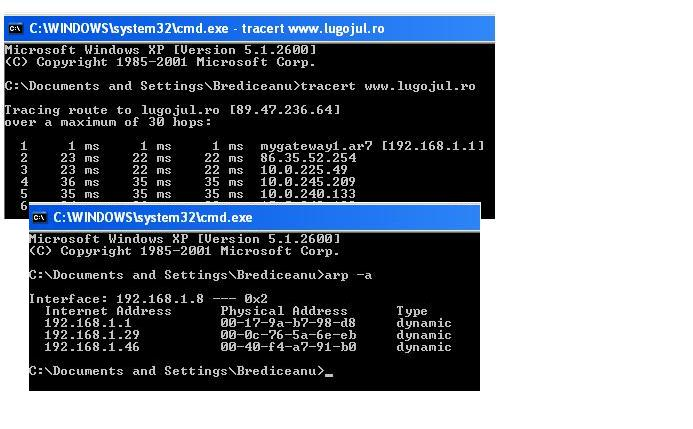 C:\WINDOWS\system32\cmd.exe - tracert www.lugojul.ro
Microsoft Windows XP [Version 5.1.2600]
(C) Copyright 1985-2001 Microsoft Corp.
C:\Documents and Settings\Brediceanu>tracert www.lugojul.ro
Tracing route to lugojul.ro [89.47.236.64]
over a maximum of 30 hops:
1 1 ms 1 ms 1 ms mygateway1.ar7 [192.168.1.1]
2 23 ms 22 ms 22 ms 86.35.52.254
3 23 ms 22 ms 22 ms 10.0.225.49
4 36 ms 35 ms 35 ms 10.0.245.209
5 35 ms 35 ms 35 ms 10.0.240.133
6
C:\WINDOWS\system32\cmd.exe
Microsoft Windows XP [Version 5.1.2600]
(C) Copyright 1985-2001 Microsoft Corp.
C:\Documents and Settings\Brediceanu>arp -a
Interface: 192.168.1.8 --- 0x2
Internet Address Physical Address Type
192.168.1.1 00-17-9a-b7-98-d8 dynamic
192.168.1.29 00-0c-76-5a-6e-eb dynamic
192.168.1.46 00-40-f4-a7-91-b0 dynamic
C:\Documents and Settings\Brediceanu>_